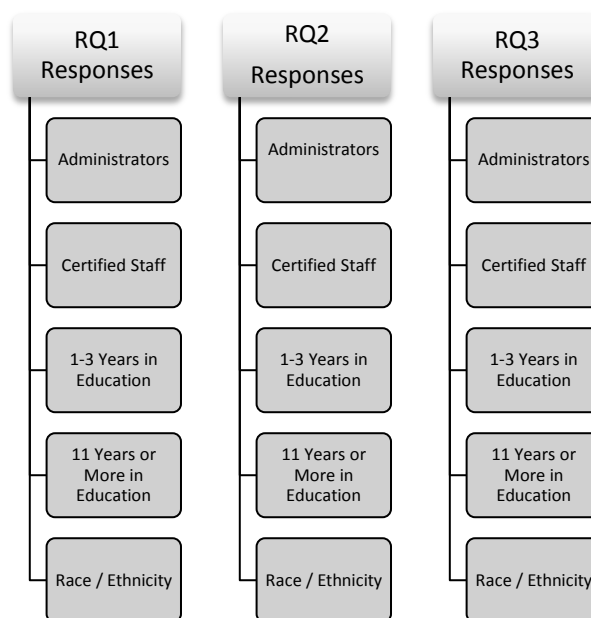 RQ1
Responses
Administrators
Certified Staff
1-3 Years in
Education
11 Years or
More in
Education
Race / Ethnicity
RQ2
Responses
Administrators
Certified Staff
1-3 Years in
Education
11 Years or
More in
Education
Race / Ethnicity
RQ3
Responses
Administrators
Certified Staff
1-3 Years in
Education
11 Years or
More in
Education
Race / Ethnicity